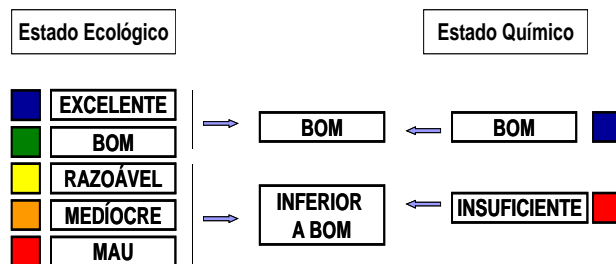 Estado Ecológico
Estado Químico
EXCELENTE
BOM
RAZOÁVEL
MEDÍOCRE
MAU
BOM
INFERIOR
A BOM
BOM
INSUFICIENTE